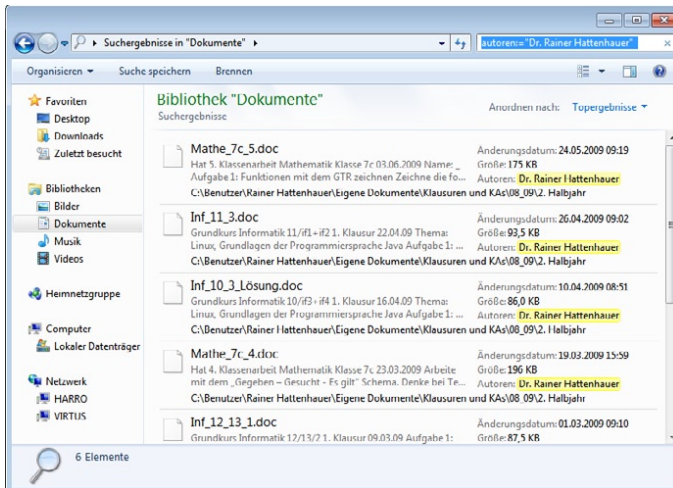 Suchergebnisse in "Dokumente"
autoren:="Dr. Rainer Hattenhauer"
Organisieren
Suche speichern
Brennen
Favoriten
Desktop
Downloads
Zuletzt besucht
Bibliotheken
Bilder
Dokumente
Musik
Videos
Heimnetzgruppe
Computer
Lokaler Datenträger
Netzwerk
HARRO
VIRTUS
Bibliothek "Dokumente"
Suchergebnisse
Anordnen nach: Topergebnisse
Mathe_7c_5.doc
Änderungsdatum: 24.05.2009 09:19
Hat 5. Klassenarbeit Mathematik Klasse 7c 03.06.2009 Name: _
Größe: 175 KB
Aufgabe 1: Funktionen mit dem GTR zeichnen Zeichne die fo...
Autoren: Dr. Rainer Hattenhauer
C:\Benutzer\Rainer Hattenhauer\Eigene Dokumente\Klausuren und KAs\08_09\2. Halbjahr
Inf_11_3.doc
Änderungsdatum: 26.04.2009 09:02
Grundkurs Informatik 11/if1+if2 1. Klausur 22.04.09 Thema:
Größe: 93,5 KB
Linux, Grundlagen der Programmiersprache Java Aufgabe 1: ...
Autoren: Dr. Rainer Hattenhauer
C:\Benutzer\Rainer Hattenhauer\Eigene Dokumente\Klausuren und KAs\08_09\2. Halbjahr
Inf_10_3_Lösung.doc
Änderungsdatum: 10.04.2009 08:51
Grundkurs Informatik 10/if3+if4 1. Klausur 16.04.09 Thema:
Größe: 86,0 KB
Linux, Grundlagen der Programmiersprache Java Aufgabe 1: ...
Autoren: Dr. Rainer Hattenhauer
C:\Benutzer\Rainer Hattenhauer\Eigene Dokumente\Klausuren und KAs\08_09\2. Halbjahr
Mathe_7c_4.doc
Änderungsdatum: 19.03.2009 15:59
Hat 4. Klassenarbeit Mathematik Klasse 7c 23.03.2009 Arbeite
Größe: 196 KB
mit dem „Gegeben – Gesucht - Es gilt" Schema. Denke bei Te...
Autoren: Dr. Rainer Hattenhauer
C:\Benutzer\Rainer Hattenhauer\Eigene Dokumente\Klausuren und KAs\08_09\2. Halbjahr
Inf_12_13_1.doc
Änderungsdatum: 01.03.2009 09:10
Grundkurs Informatik 12/13/2 1. Klausur 09.03.09 Aufgabe 1:
Größe: 87,5 KB
6 Elemente